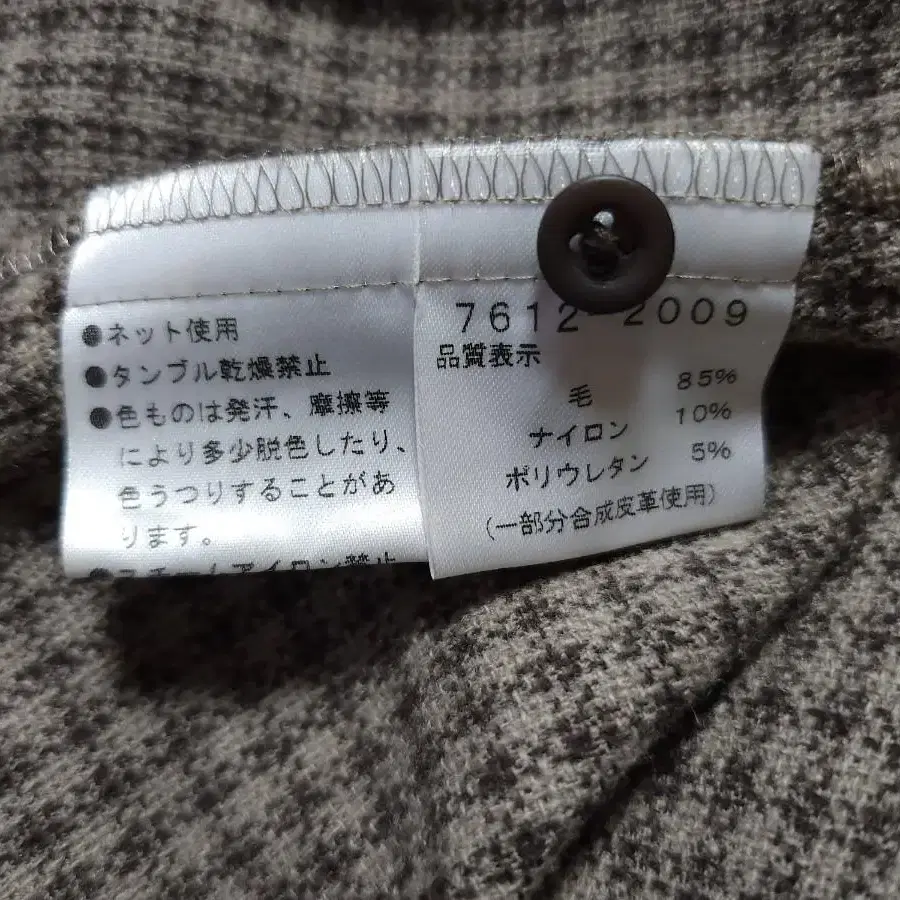 ●ネット使用
●タンブル乾燥禁止
●色ものは発汗、摩擦等
により多少脱色したり、
色うつりすることがあ
ります。
7612 2009
品質表示
毛 85%
ナイロン 10%
ポリウレタン 5%
(一部分合成皮革使用)